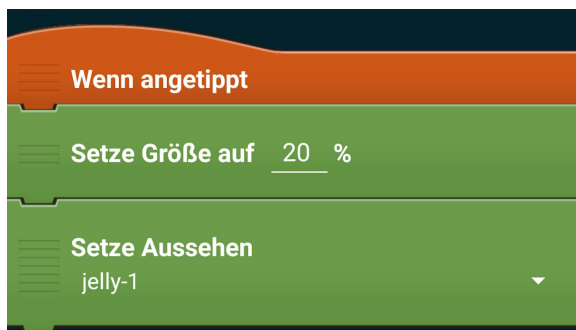 Wenn angetippt
Setze Größe auf 20 %
Setze Aussehen
jelly-1